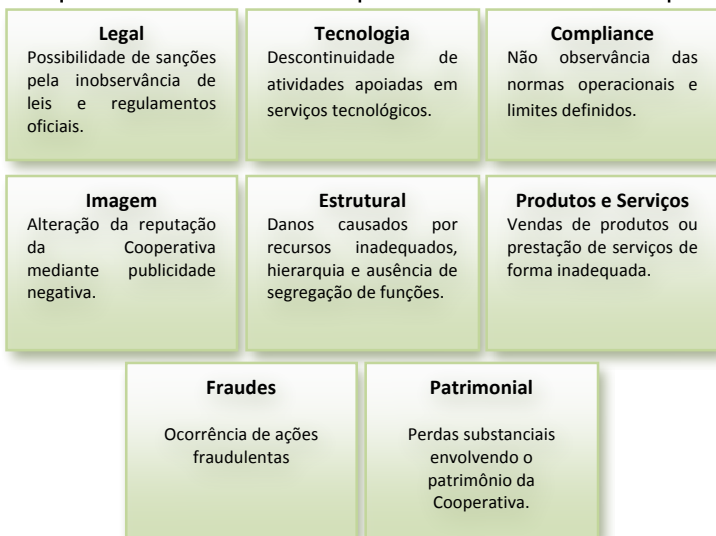 Legal
Possibilidade de sanções
pela inobservância de
leis e regulamentos
oficiais.
Tecnologia
Descontinuidade de
atividades apoiadas em
serviços tecnológicos.
Compliance
Não observância das
normas operacionais e
limites definidos.
Imagem
Alteração da reputação
da Cooperativa
mediante publicidade
negativa.
Estrutural
Danos causados por
recursos inadequados,
hierarquia e ausência de
segregação de funções.
Produtos e Serviços
Vendas de produtos ou
prestação de serviços de
forma inadequada.
Fraudes
Ocorrência de ações
fraudulentas
Patrimonial
Perdas substanciais
envolvendo o
patrimônio da
Cooperativa.